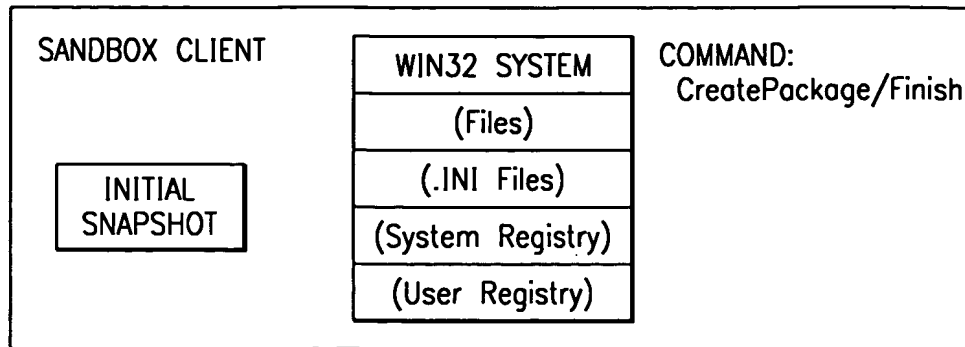 SANDBOX CLIENT
INITIAL
SNAPSHOT
WIN32 SYSTEM
(Files)
(.INI Files)
(System Registry)
(User Registry)
COMMAND:
CreatePackage/Finish